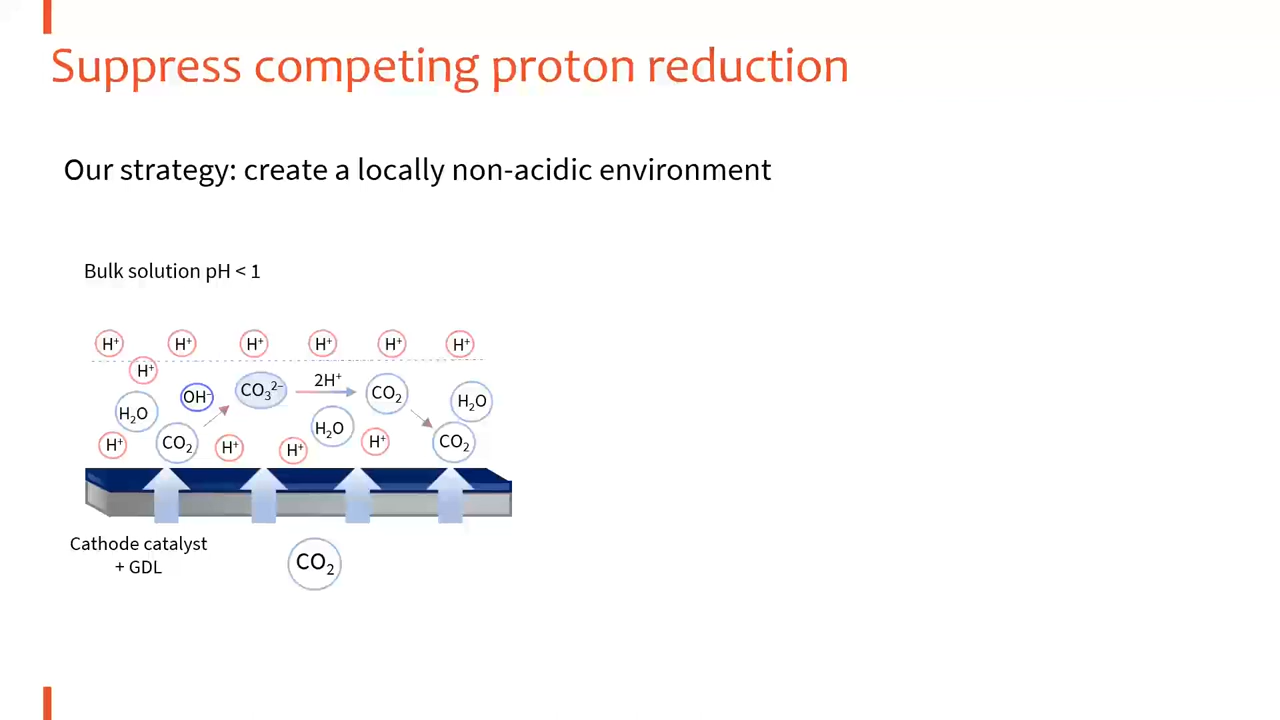 Suppress competing proton reduction
Our strategy: create a locally non-acidic environment
Bulk solution pH < 1
H⁺ H⁺ H⁺ H⁺ H⁺ H⁺
H⁺
2H⁺
OH⁻ CO₃²⁻ CO₂ H₂O
H₂O H₂O
H⁺ CO₂ H⁺ H⁺ H⁺ CO₂
Cathode catalyst
+ GDL
CO₂